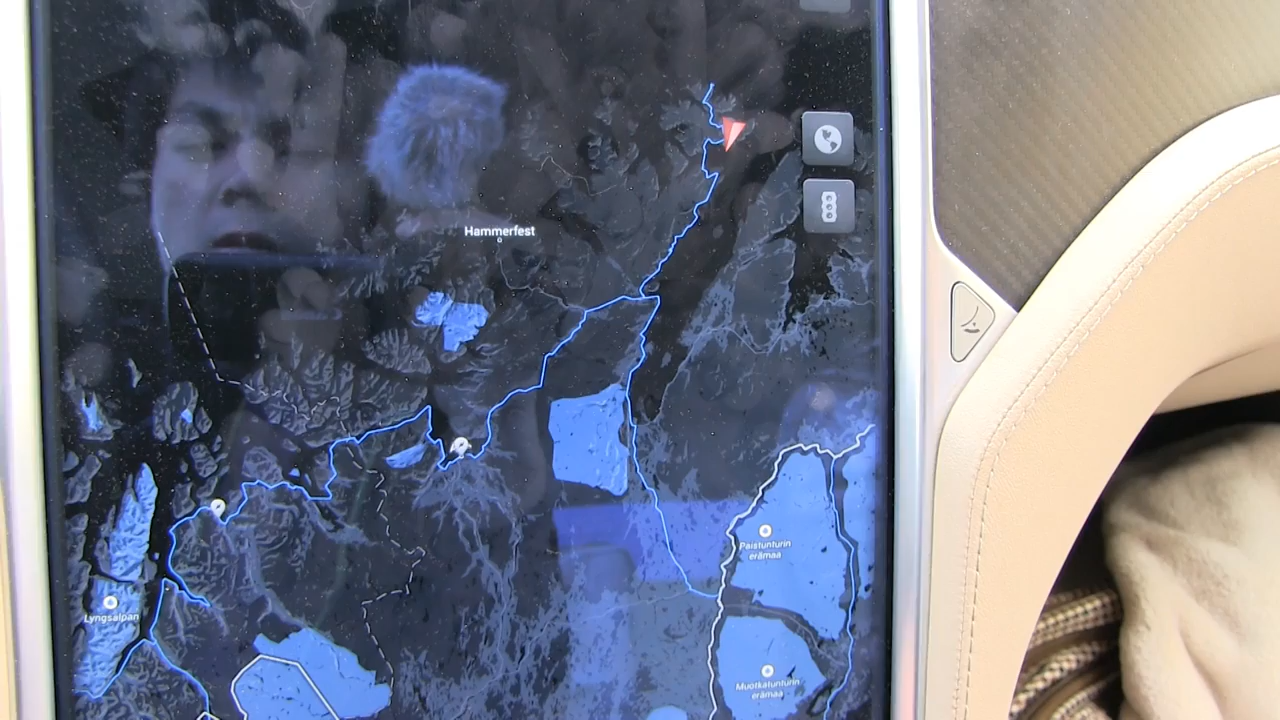 Hammerfest
Paistunturin
erämaa
Lyngsalpan
Muotkatunturin
erämaa